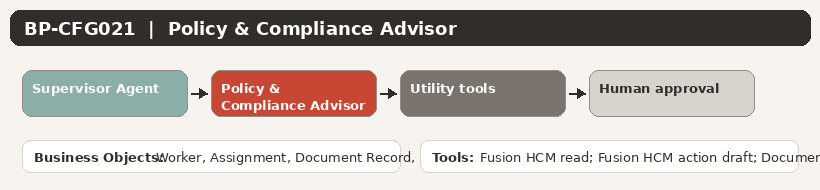 BP-CFG021 | Policy & Compliance Advisor
Supervisor Agent
Policy &
Compliance Advisor
Utility tools
Human approval
Business Objects: Worker, Assignment, Document Record,
Tools: Fusion HCM read; Fusion HCM action draft; Documen